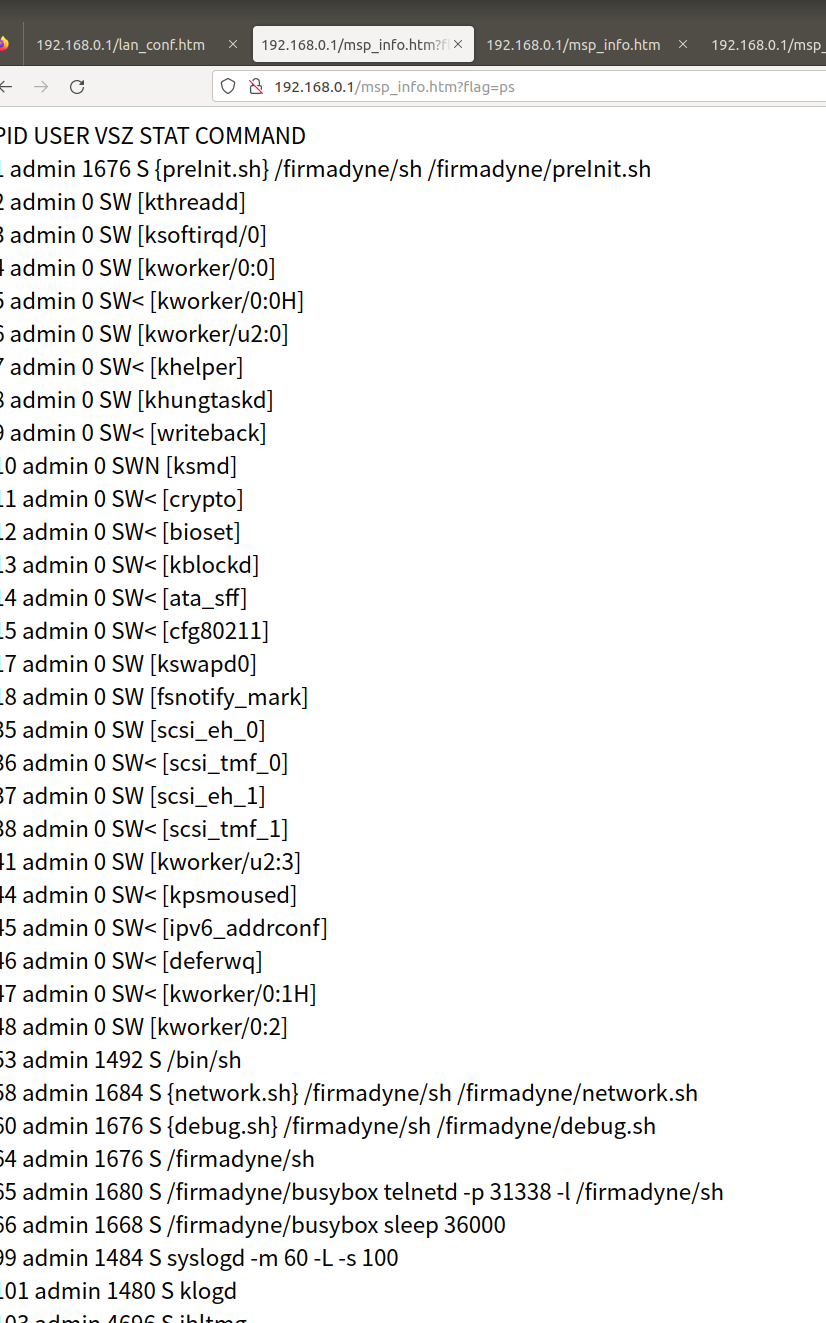 192.168.0.1/lan_conf.htm × 192.168.0.1/msp_info.htm?fl × 192.168.0.1/msp_info.htm × 192.168.0.1/msp_
192.168.0.1/msp_info.htm?flag=ps
PID USER VSZ STAT COMMAND
1 admin 1676 S {preInit.sh} /firmadyne/sh /firmadyne/preInit.sh
2 admin 0 SW [kthreadd]
3 admin 0 SW [ksoftirqd/0]
4 admin 0 SW [kworker/0:0]
5 admin 0 SW< [kworker/0:0H]
6 admin 0 SW [kworker/u2:0]
7 admin 0 SW< [khelper]
8 admin 0 SW [khungtaskd]
9 admin 0 SW< [writeback]
10 admin 0 SWN [ksmd]
11 admin 0 SW< [crypto]
12 admin 0 SW< [bioset]
13 admin 0 SW< [kblockd]
14 admin 0 SW< [ata_sff]
15 admin 0 SW< [cfg80211]
17 admin 0 SW [kswapd0]
18 admin 0 SW [fsnotify_mark]
35 admin 0 SW [scsi_eh_0]
36 admin 0 SW< [scsi_tmf_0]
37 admin 0 SW [scsi_eh_1]
38 admin 0 SW< [scsi_tmf_1]
41 admin 0 SW [kworker/u2:3]
44 admin 0 SW< [kpsmoused]
45 admin 0 SW< [ipv6_addrconf]
46 admin 0 SW< [deferwq]
47 admin 0 SW< [kworker/0:1H]
48 admin 0 SW [kworker/0:2]
53 admin 1492 S /bin/sh
58 admin 1684 S {network.sh} /firmadyne/sh /firmadyne/network.sh
60 admin 1676 S {debug.sh} /firmadyne/sh /firmadyne/debug.sh
64 admin 1676 S /firmadyne/sh
65 admin 1680 S /firmadyne/busybox telnetd -p 31338 -l /firmadyne/sh
66 admin 1668 S /firmadyne/busybox sleep 36000
99 admin 1484 S syslogd -m 60 -L -s 100
101 admin 1480 S klogd
103 admin 4696 S